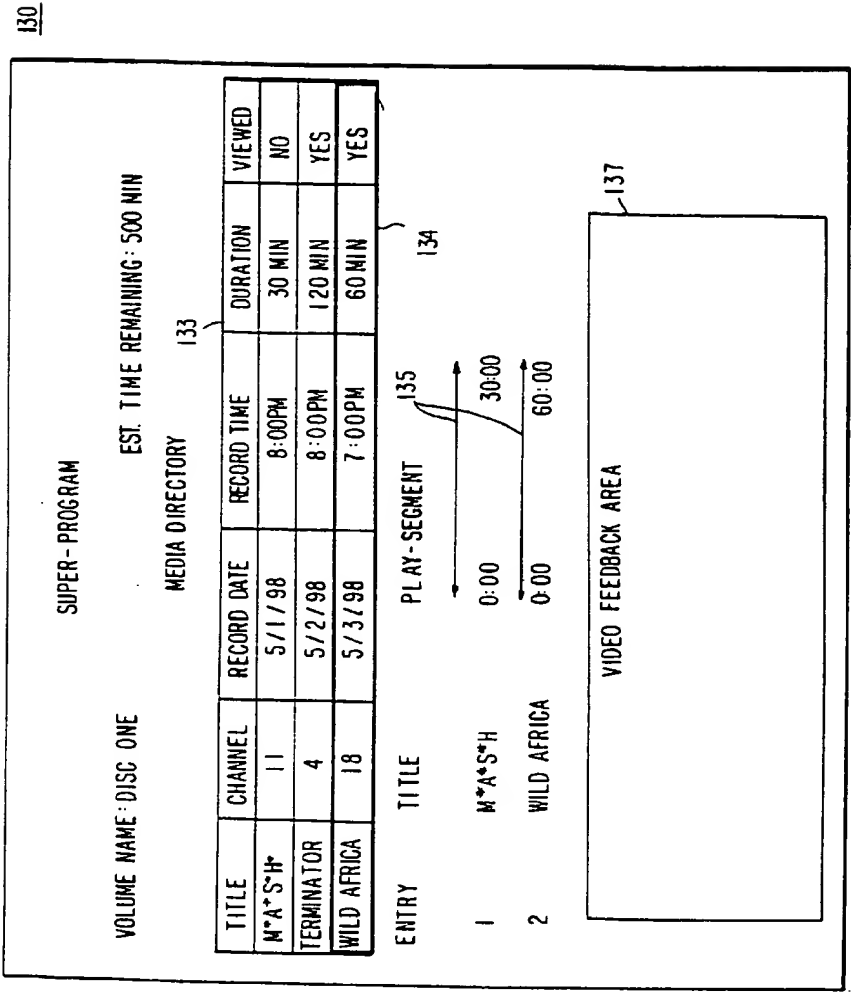 130
SUPER-PROGRAM
VOLUME NAME: DISC ONE EST. TIME REMAINING: 500 MIN
MEDIA DIRECTORY
133
TITLE CHANNEL RECORD DATE RECORD TIME DURATION VIEWED
M*A*S*H* 11 5/1/98 8:00PM 30 MIN NO
TERMINATOR 4 5/2/98 8:00PM 120 MIN YES
WILD AFRICA 18 5/3/98 7:00PM 60 MIN YES
134
ENTRY TITLE PLAY-SEGMENT 135
1 M*A*S*H 0:00 30:00
2 WILD AFRICA 0:00 60:00
137
VIDEO FEEDBACK AREA